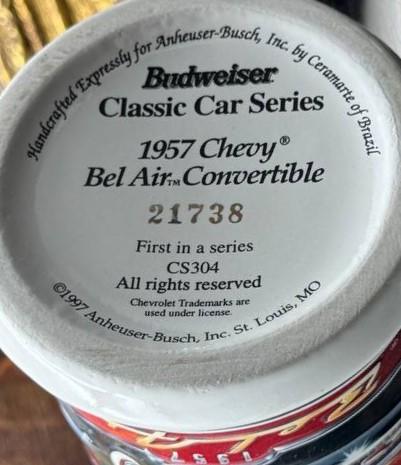 Handcrafted Expressly for Anheuser-Busch, Inc. by Ceramarte of Brazil
Budweiser
Classic Car Series
1957 Chevy®
Bel Air™ Convertible
21738
First in a series
CS304
All rights reserved
Chevrolet Trademarks are
used under license.
©1997 Anheuser-Busch, Inc. St. Louis, MO
1957